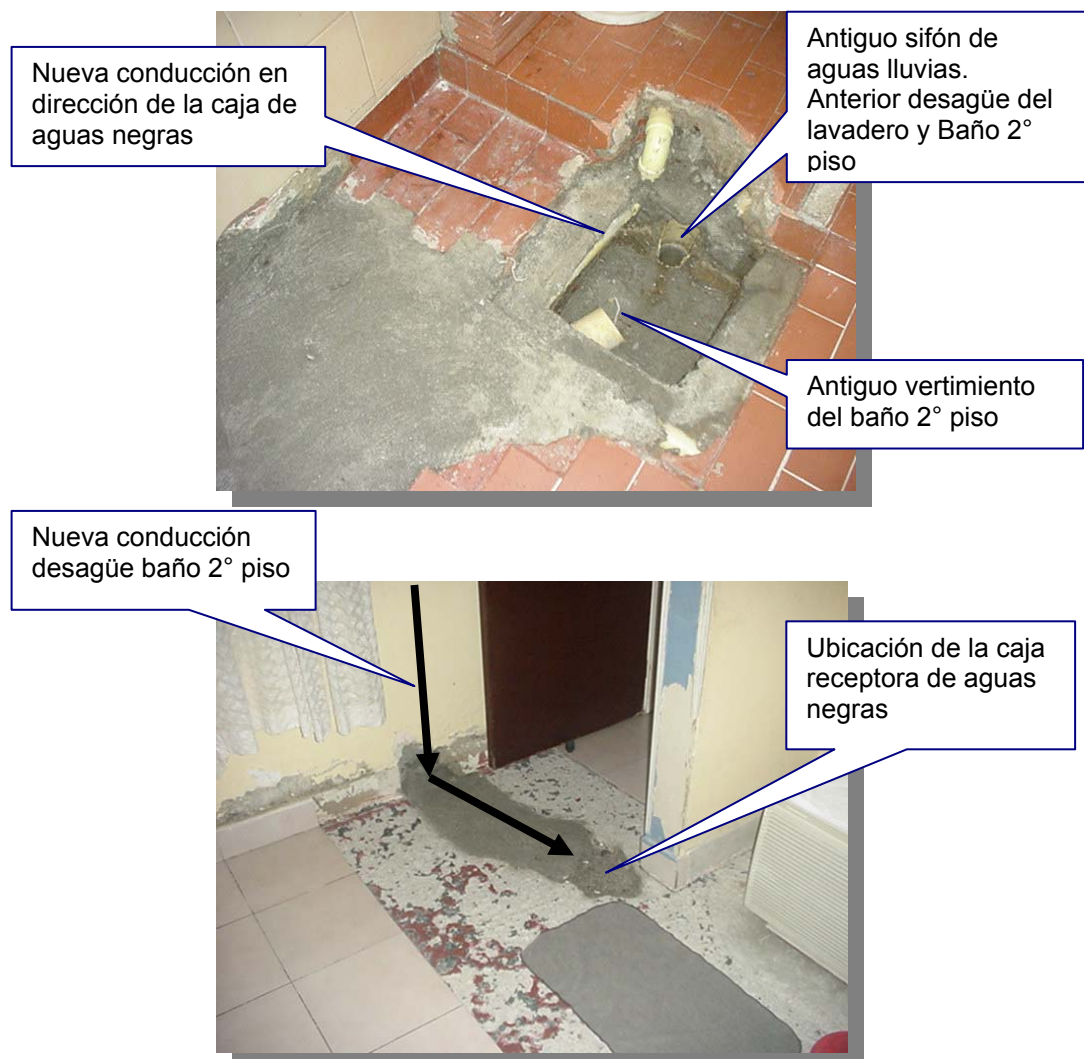 Nueva conducción en
dirección de la caja de
aguas negras
Antiguo sifón de
aguas lluvias.
Anterior desagüe del
lavadero y Baño 2°
piso
Antiguo vertimiento
del baño 2° piso
Nueva conducción
desagüe baño 2° piso
Ubicación de la caja
receptora de aguas
negras